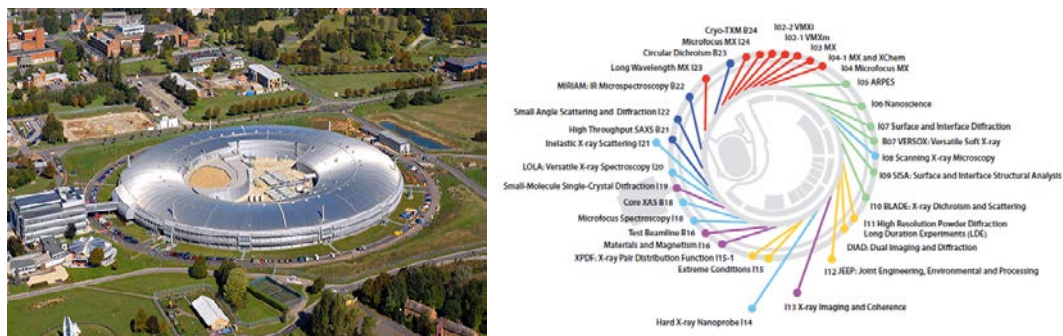 Cryo-TXM B24
Microfocus MX I24
Circular Dichroism B23
Long Wavelength MX I23
MIRIAM: IR Microspectroscopy B22
Small Angle Scattering and Diffraction I22
High Throughput SAXS B21
Inelastic X-ray Scattering I21
LOLA: Versatile X-ray Spectroscopy I20
Small-Molecule Single-Crystal Diffraction I19
Core XAS B18
Microfocus Spectroscopy I18
Test Beamline B16
Materials and Magnetism I16
XPDF: X-ray Pair Distribution Function I15-1
Extreme Conditions I15
Hard X-ray Nanoprobe I14
I02-2 VMXi
I02-1 VMXm
I03 MX
I04-1 MX and XChem
I04 Microfocus MX
I05 ARPES
I06 Nanoscience
I07 Surface and Interface Diffraction
B07 VERSOX: Versatile Soft X-ray
I08 Scanning X-ray Microscopy
I09 SISA: Surface and Interface Structural Analysis
I10 BLADE: X-ray Dichroism and Scattering
I11 High Resolution Powder Diffraction
Long Duration Experiments (LDE)
DIAD: Dual Imaging and Diffraction
I12 JEEP: Joint Engineering, Environmental and Processing
I13 X-ray Imaging and Coherence